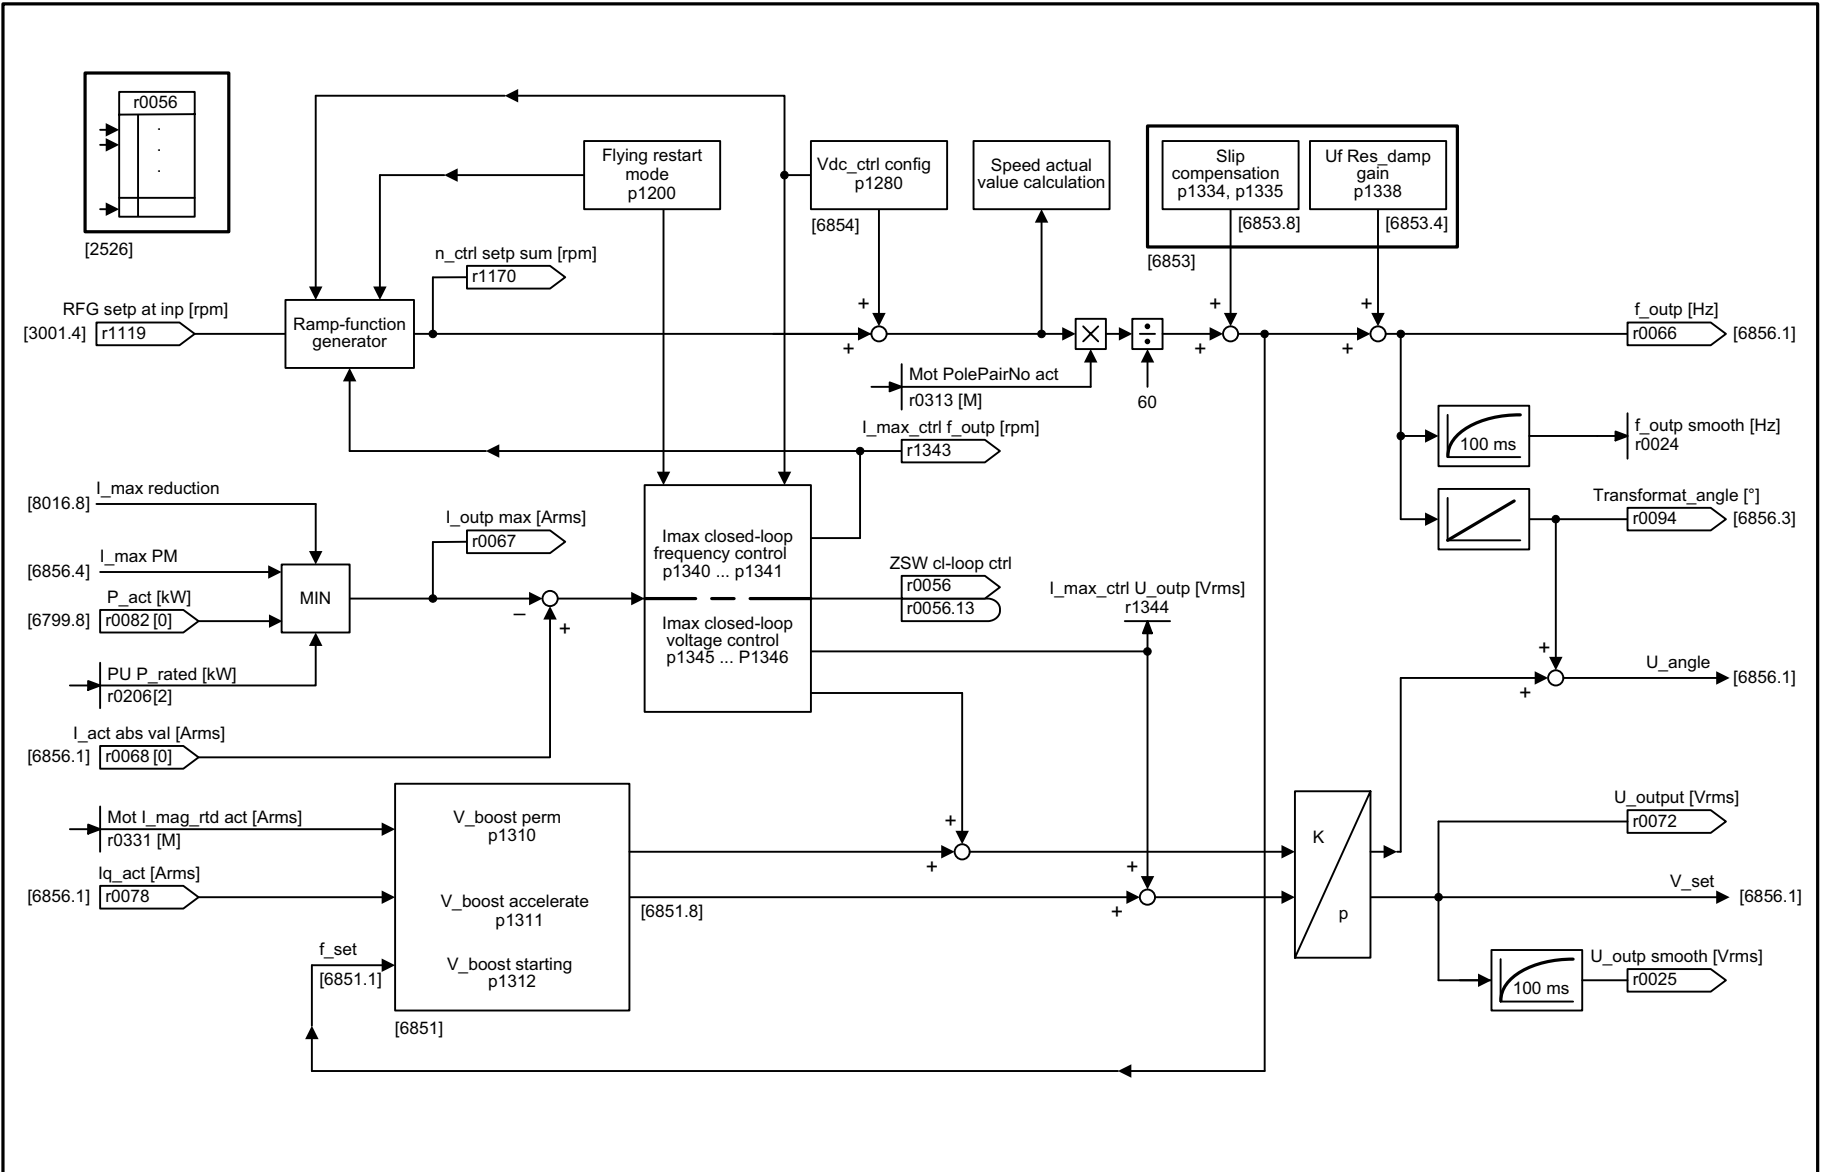 r0056
[2526]
Flying restart
mode
p1200
Vdc_ctrl config
p1280
[6854]
Speed actual
value calculation
Slip
compensation
p1334, p1335
[6853.8]
Uf Res_damp
gain
p1338
[6853.4]
[6853]
n_ctrl setp sum [rpm]
r1170
RFG setp at inp [rpm]
[3001.4]
r1119
Ramp-function
generator
+
+
+
+
+
+
f_outp [Hz]
r0066
[6856.1]
Mot PolePairNo act
r0313 [M]
60
I_max_ctrl f_outp [rpm]
r1343
100 ms
f_outp smooth [Hz]
r0024
Transformat_angle [°]
r0094
[6856.3]
I_max reduction
[8016.8]
I_outp max [Arms]
r0067
I_max PM
[6856.4]
P_act [kW]
[6799.8]
r0082 [0]
MIN
–
+
PU P_rated [kW]
r0206[2]
I_act abs val [Arms]
[6856.1]
r0068 [0]
Imax closed-loop
frequency control
p1340 ... p1341
Imax closed-loop
voltage control
p1345 ... P1346
ZSW cl-loop ctrl
r0056
r0056.13
I_max_ctrl U_outp [Vrms]
r1344
+
+
U_angle
[6856.1]
Mot I_mag_rtd act [Arms]
r0331 [M]
Iq_act [Arms]
[6856.1]
r0078
f_set
[6851.1]
V_boost perm
p1310
V_boost accelerate
p1311
V_boost starting
p1312
[6851]
[6851.8]
+
+
+
+
K
p
U_output [Vrms]
r0072
V_set
[6856.1]
100 ms
U_outp smooth [Vrms]
r0025